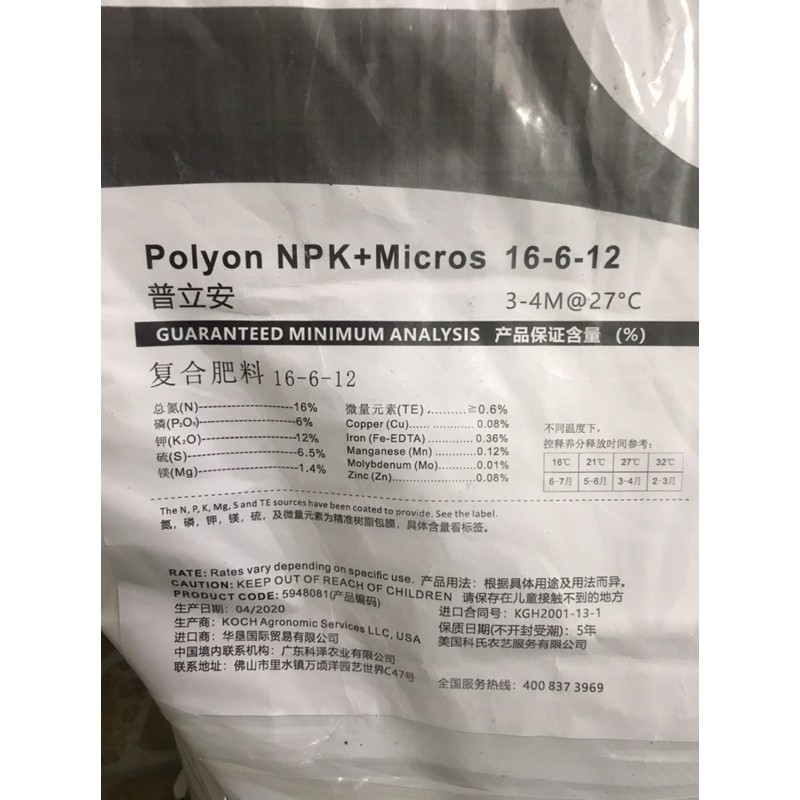 Polyon NPK+Micros 16-6-12
普立安 3-4M@27°C
GUARANTEED MINIMUM ANALYSIS 产品保证含量 (%)
复合肥料 16-6-12
总氮(N)--------------------16%
磷(P₂O₅)-------------------6%
钾(K₂O)-------------------12%
硫(S)----------------------6.5%
镁(Mg)--------------------1.4%
微量元素(TE) ..........≧0.6%
Copper (Cu).................. 0.08%
Iron (Fe-EDTA) .............. 0.36%
Manganese (Mn) ........... 0.12%
Molybdenum (Mo)........... 0.01%
Zinc (Zn)...................... 0.08%
不同温度下,
控释养分释放时间参考:
16℃ 21℃ 27℃ 32℃
6-7月 5-6月 3-4月 2-3月
The N, P, K, Mg, S and TE sources have been coated to provide. See the label.
氮, 磷, 钾, 镁, 硫, 及微量元素为精准树脂包膜, 具体含量看标签。
RATE: Rates vary depending on specific use. 产品用法: 根据具体用途及用法而异。
CAUTION: KEEP OUT OF REACH OF CHILDREN 请保存在儿童接触不到的地方
PRODUCT CODE: 5948081(产品编码) 进口合同号: KGH2001-13-1
生产日期: 04/2020 保质日期(不开封受潮): 5年
生产商: KOCH Agronomic Services LLC, USA 美国科氏农艺服务有限公司
进口商: 华垦国际贸易有限公司
中国境内联系机构: 广东科泽农业有限公司
联系地址: 佛山市里水镇万顷洋园艺世界C47号
全国服务热线: 400 837 3969